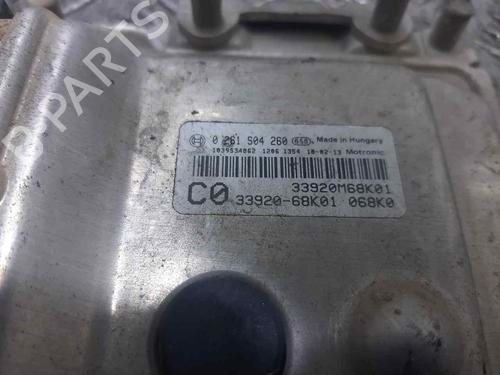 0 261 S04 260 Made in Hungary
1039S34862 1206 1354 10-02-13 Motronic
C0 33920M68K01
33920-68K01 068K0
B-PARTS